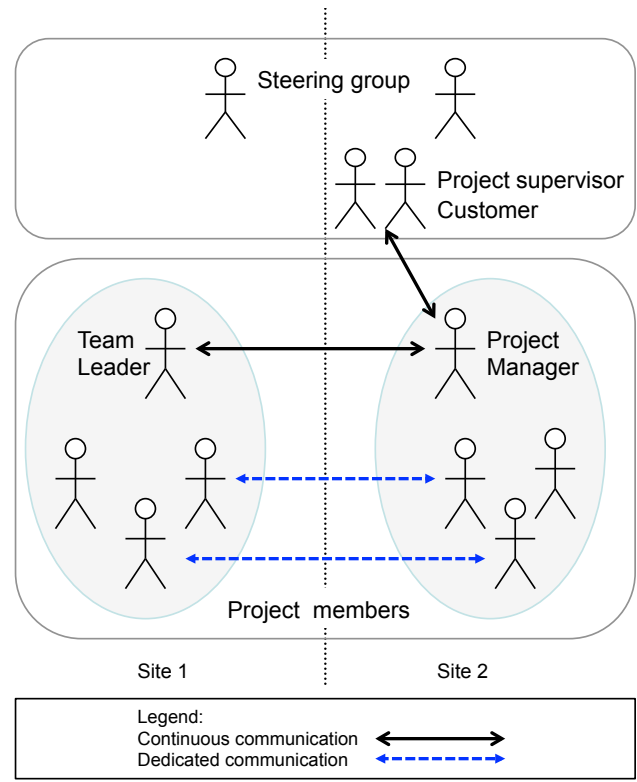 Steering group
Project supervisor
Customer
Team
Leader
Project
Manager
Project members
Site 1
Site 2
Legend:
Continuous communication
Dedicated communication